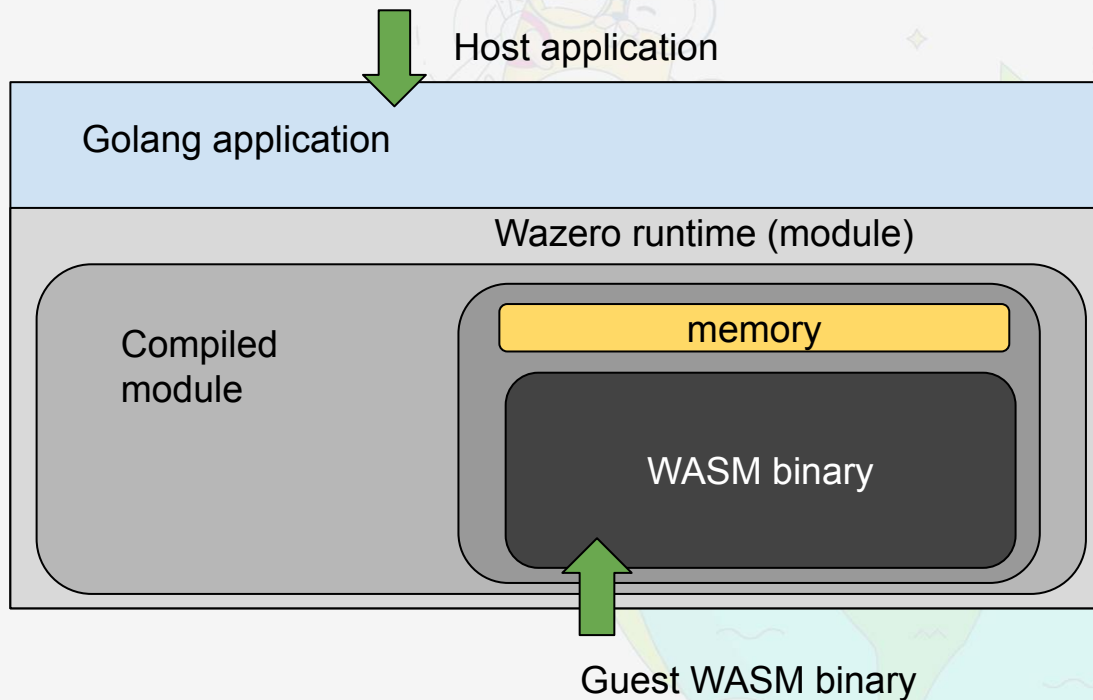 Host application
Golang application
Wazero runtime (module)
memory
Compiled
module
WASM binary
Guest WASM binary